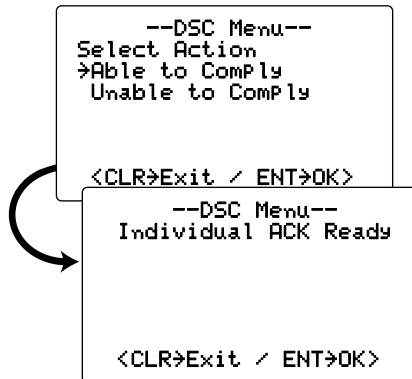 --DSC Menu--
Select Action
→Able to ComPly
Unable to ComPly
<CLR→Exit / ENT→OK>
--DSC Menu--
Individual ACK Ready
<CLR→Exit / ENT→OK>